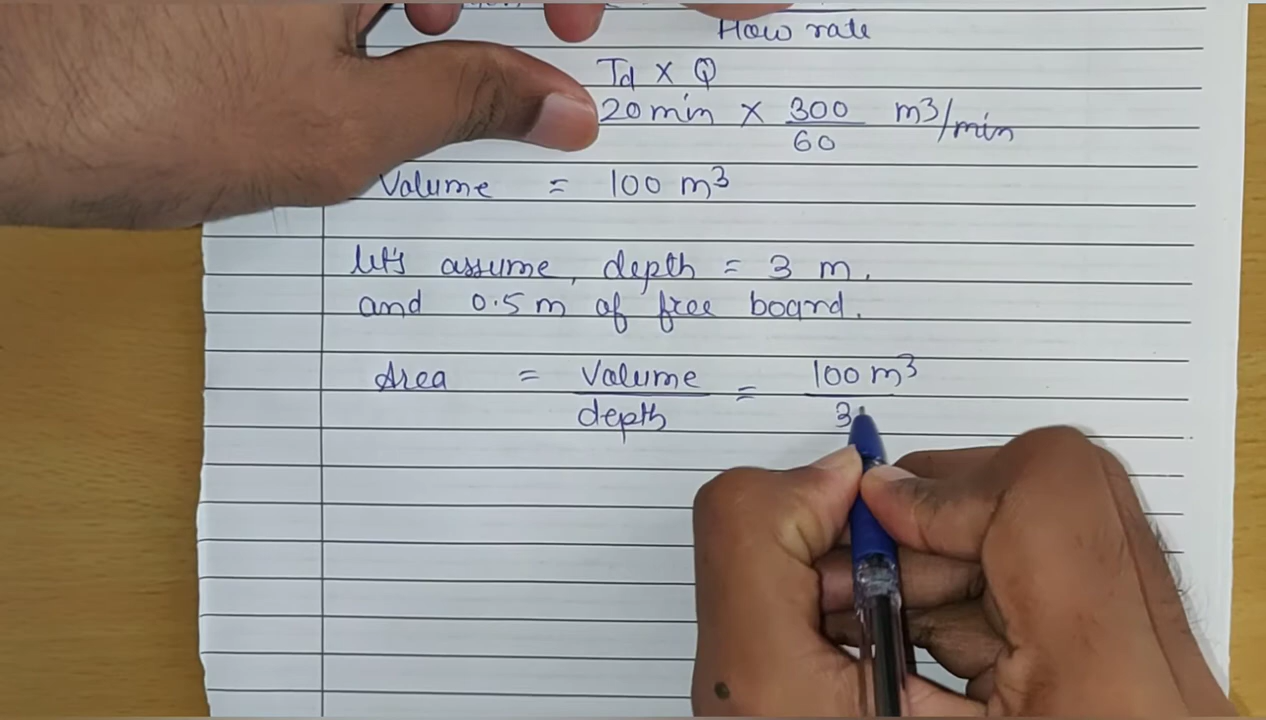 Flow rate
Td × Q
20 min × 300/60 m3/min
Volume = 100 m3
let's assume, depth = 3 m.
and 0.5 m of free board.
Area = Volume/depth = 100 m3/3